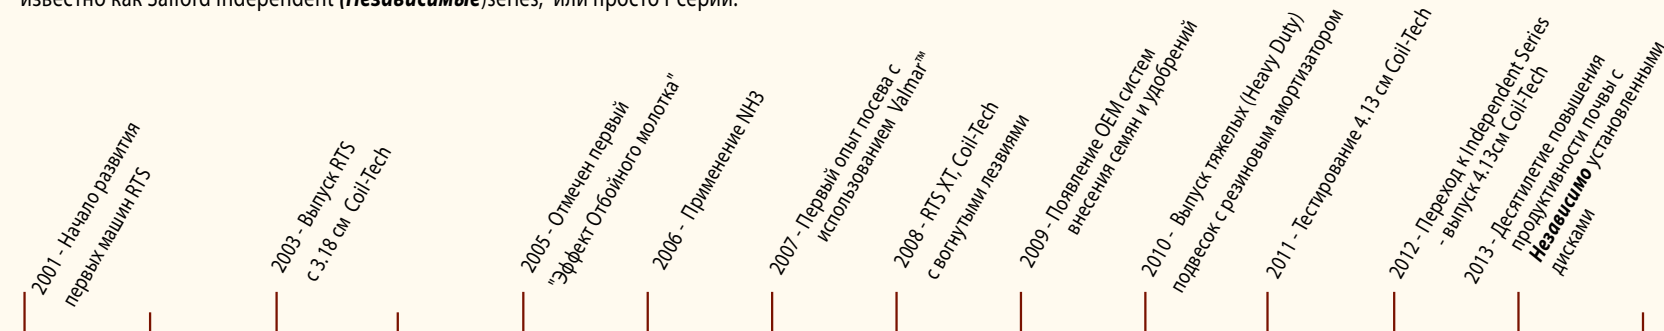 известно как Salford Independent (Независимые)series, или просто I серии.
2001 - Начало развития
первых машин RTS
2003 - Выпуск RTS
с 3.18 см Coil-Tech
2005 - Отмечен первый
"Эффект Отбойного молотка"
2006 - Применение NH3
2007 - Первый опыт посева с
использованием Valmar™
2008 - RTS XT, Coil-Tech
с вогнутыми лезвиями
2009 - Появление OEM систем
внесения семян и удобрений
2010 - Выпуск тяжелых (Heavy Duty)
подвесок с резиновым амортизатором
2011 - Тестирование 4.13 см Coil-Tech
2012 - Переход к Independent Series
- выпуск 4.13см Coil-Tech
2013 - Десятилетие повышения
продуктивности почвы с
Независимо установленными
дисками